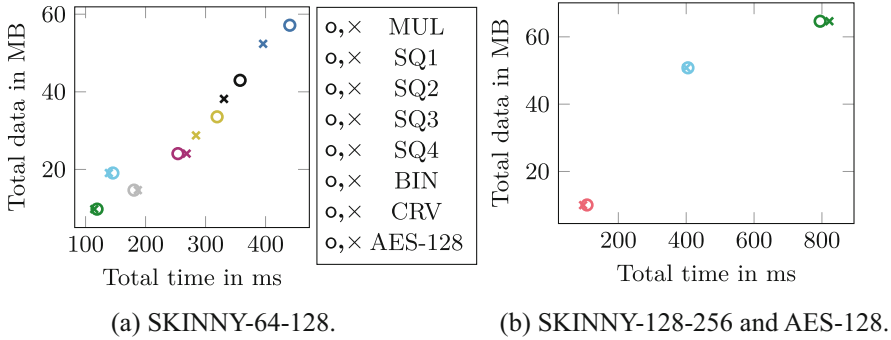 Total data in MB
60
40
20
100 200 300 400
Total time in ms
o,× MUL
o,× SQ1
o,× SQ2
o,× SQ3
o,× SQ4
o,× BIN
o,× CRV
o,× AES-128
Total data in MB
60
40
20
200 400 600 800
Total time in ms
(a) SKINNY-64-128.
(b) SKINNY-128-256 and AES-128.